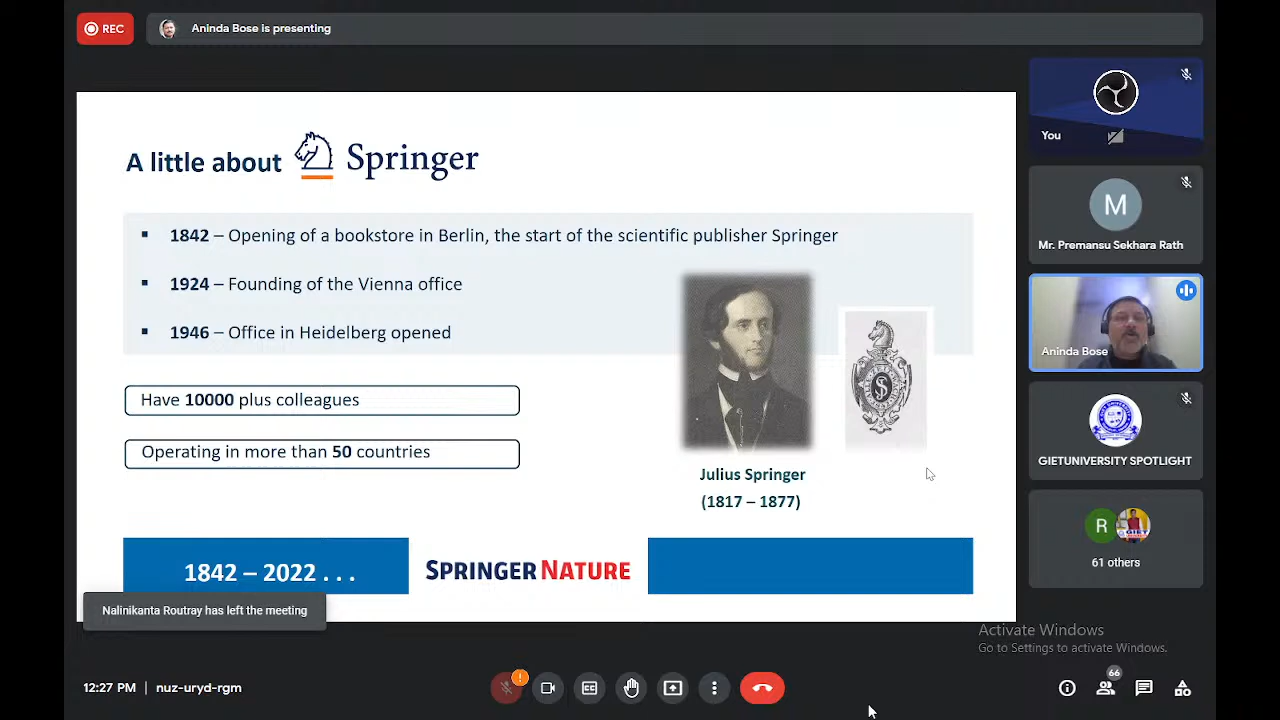 REC
Aninda Bose is presenting
A little about Springer
▪ 1842 – Opening of a bookstore in Berlin, the start of the scientific publisher Springer
▪ 1924 – Founding of the Vienna office
▪ 1946 – Office in Heidelberg opened
Have 10000 plus colleagues
Operating in more than 50 countries
Julius Springer
(1817 – 1877)
1842 – 2022 . . .
SPRINGER NATURE
Nalinikanta Routray has left the meeting
You
M
Mr. Premansu Sekhara Rath
Aninda Bose
GIETUNIVERSITY SPOTLIGHT
R
GIET
61 others
Activate Windows
Go to Settings to activate Windows.
12:27 PM | nuz-uryd-rgm
!
CC
66